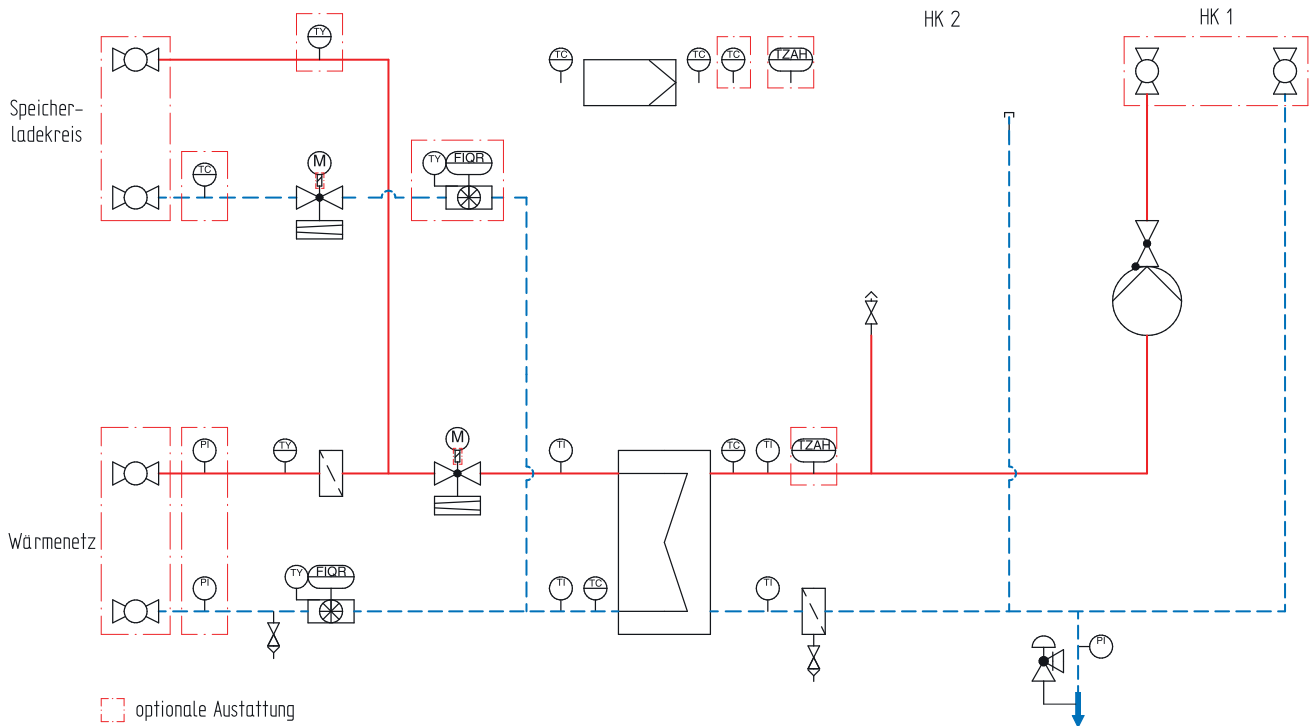 HK 2
HK 1
TY
TC
TC
TC
TZAH
Speicher-
ladekreis
TC
M
TY
FIQR
PI
TY
M
TI
TC
TI
TZAH
Wärmenetz
PI
TY
FIQR
TI
TC
TI
PI
optionale Austattung